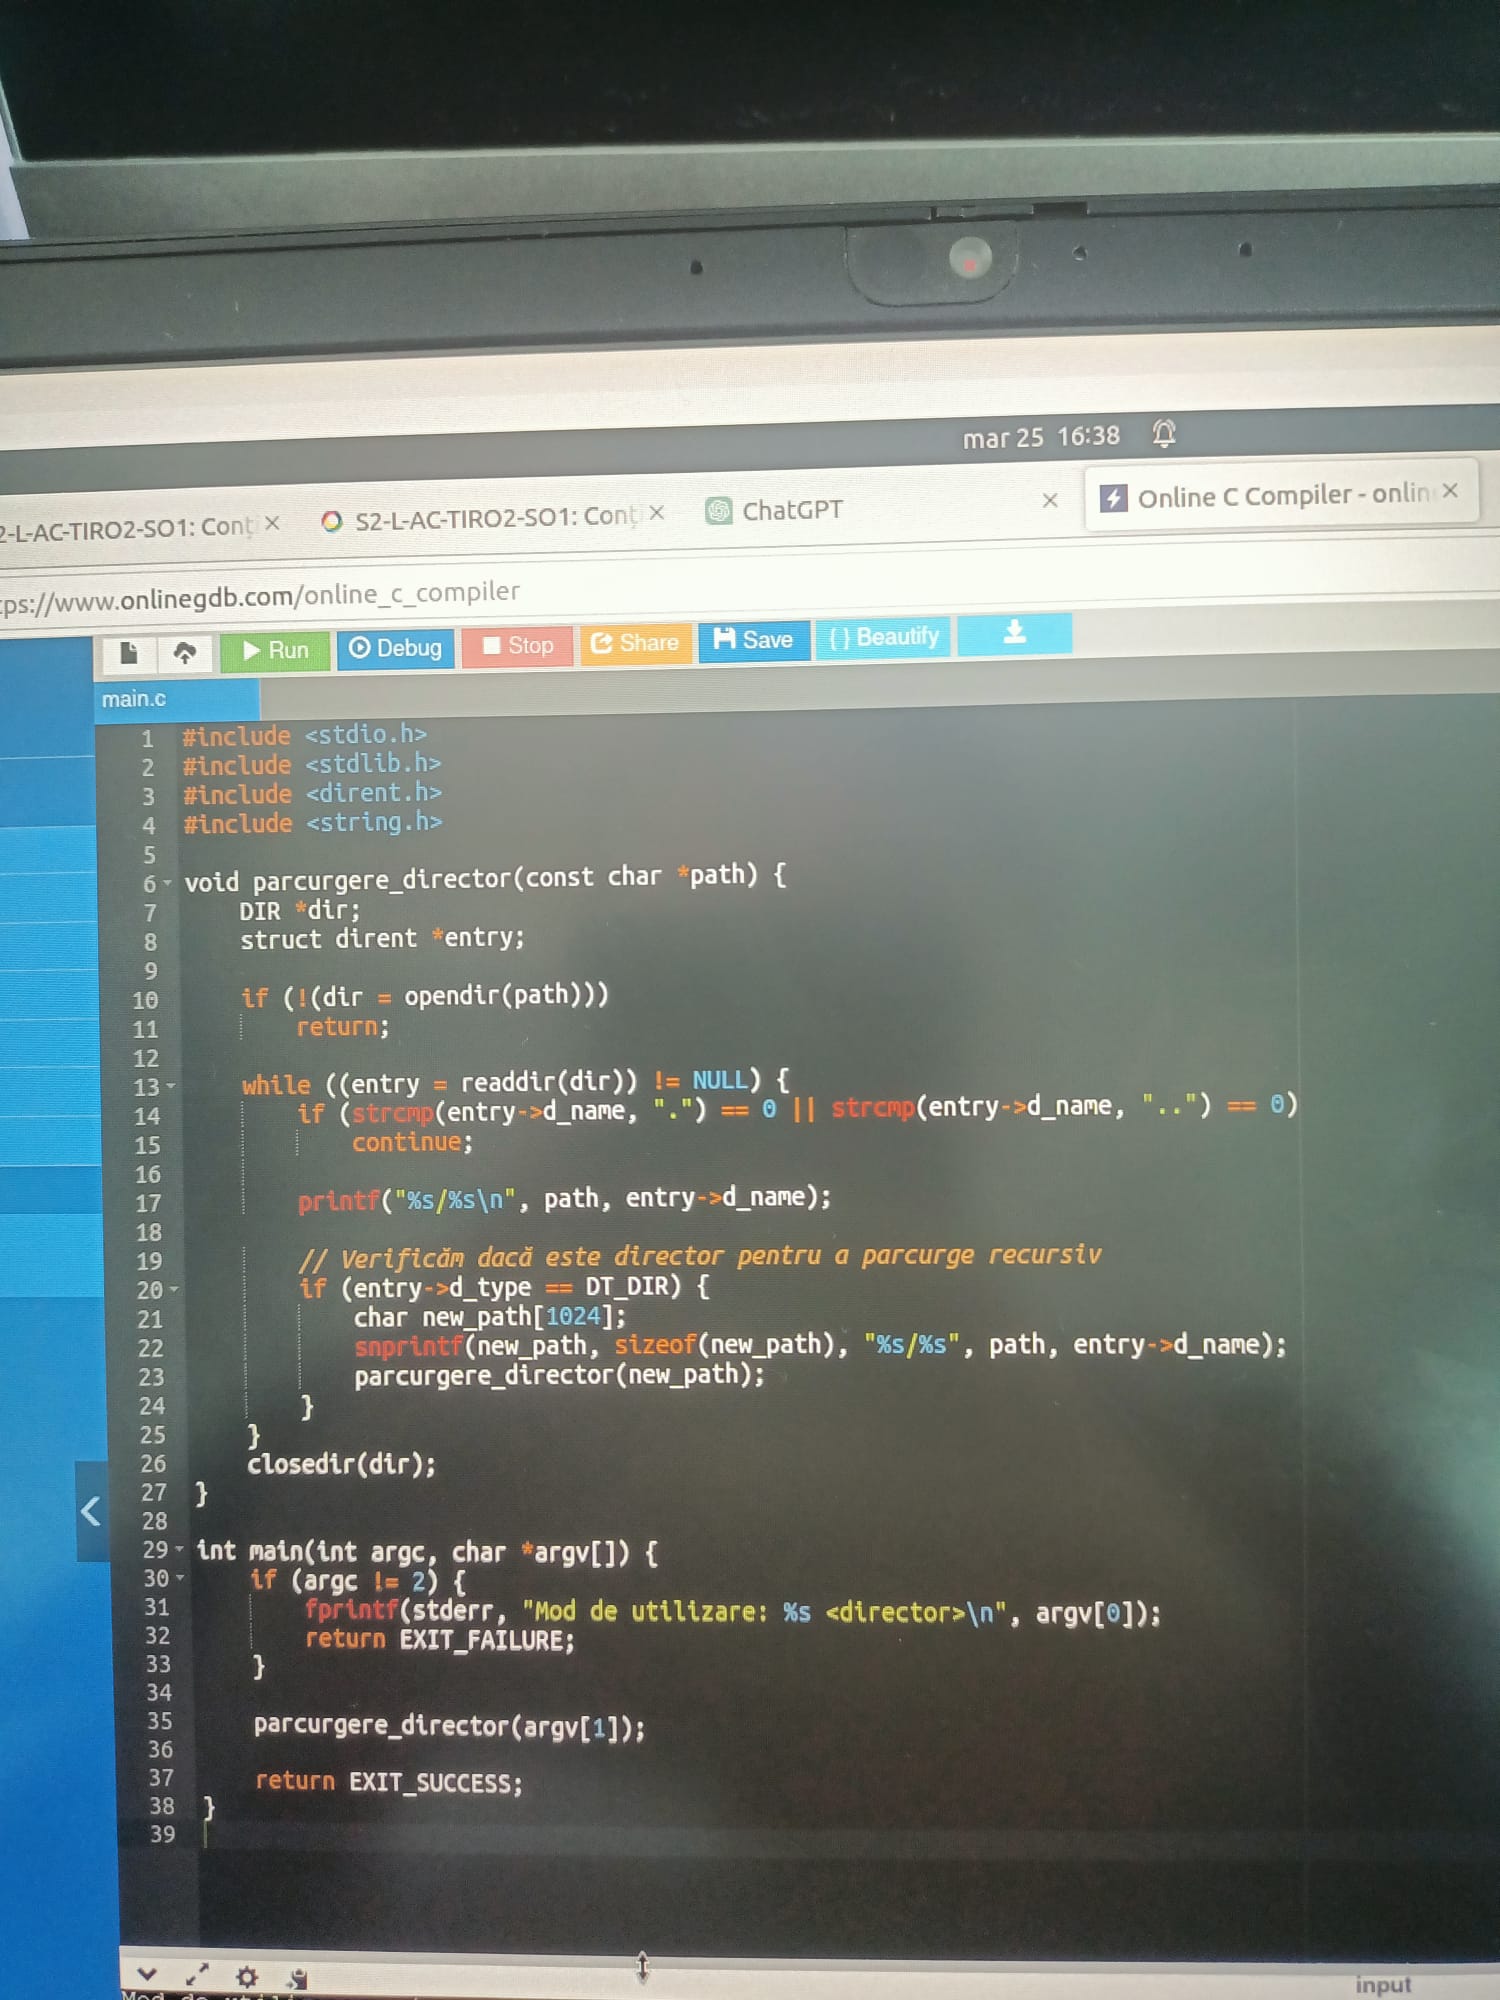 mar 25 16:38
2-L-AC-TIRO2-SO1: Conț × S2-L-AC-TIRO2-SO1: Conț × ChatGPT × Online C Compiler - onlin ×
tps://www.onlinegdb.com/online_c_compiler
Run Debug Stop Share Save { } Beautify
main.c
1 #include <stdio.h>
2 #include <stdlib.h>
3 #include <dirent.h>
4 #include <string.h>
5
6 void parcurgere_director(const char *path) {
7     DIR *dir;
8     struct dirent *entry;
9
10     if (!(dir = opendir(path)))
11         return;
12
13     while ((entry = readdir(dir)) != NULL) {
14         if (strcmp(entry->d_name, ".") == 0 || strcmp(entry->d_name, "..") == 0)
15             continue;
16
17         printf("%s/%s\n", path, entry->d_name);
18
19         // Verificăm dacă este director pentru a parcurge recursiv
20         if (entry->d_type == DT_DIR) {
21             char new_path[1024];
22             snprintf(new_path, sizeof(new_path), "%s/%s", path, entry->d_name);
23             parcurgere_director(new_path);
24         }
25     }
26     closedir(dir);
27 }
28
29 int main(int argc, char *argv[]) {
30     if (argc != 2) {
31         fprintf(stderr, "Mod de utilizare: %s <director>\n", argv[0]);
32         return EXIT_FAILURE;
33     }
34
35     parcurgere_director(argv[1]);
36
37     return EXIT_SUCCESS;
38 }
39
input